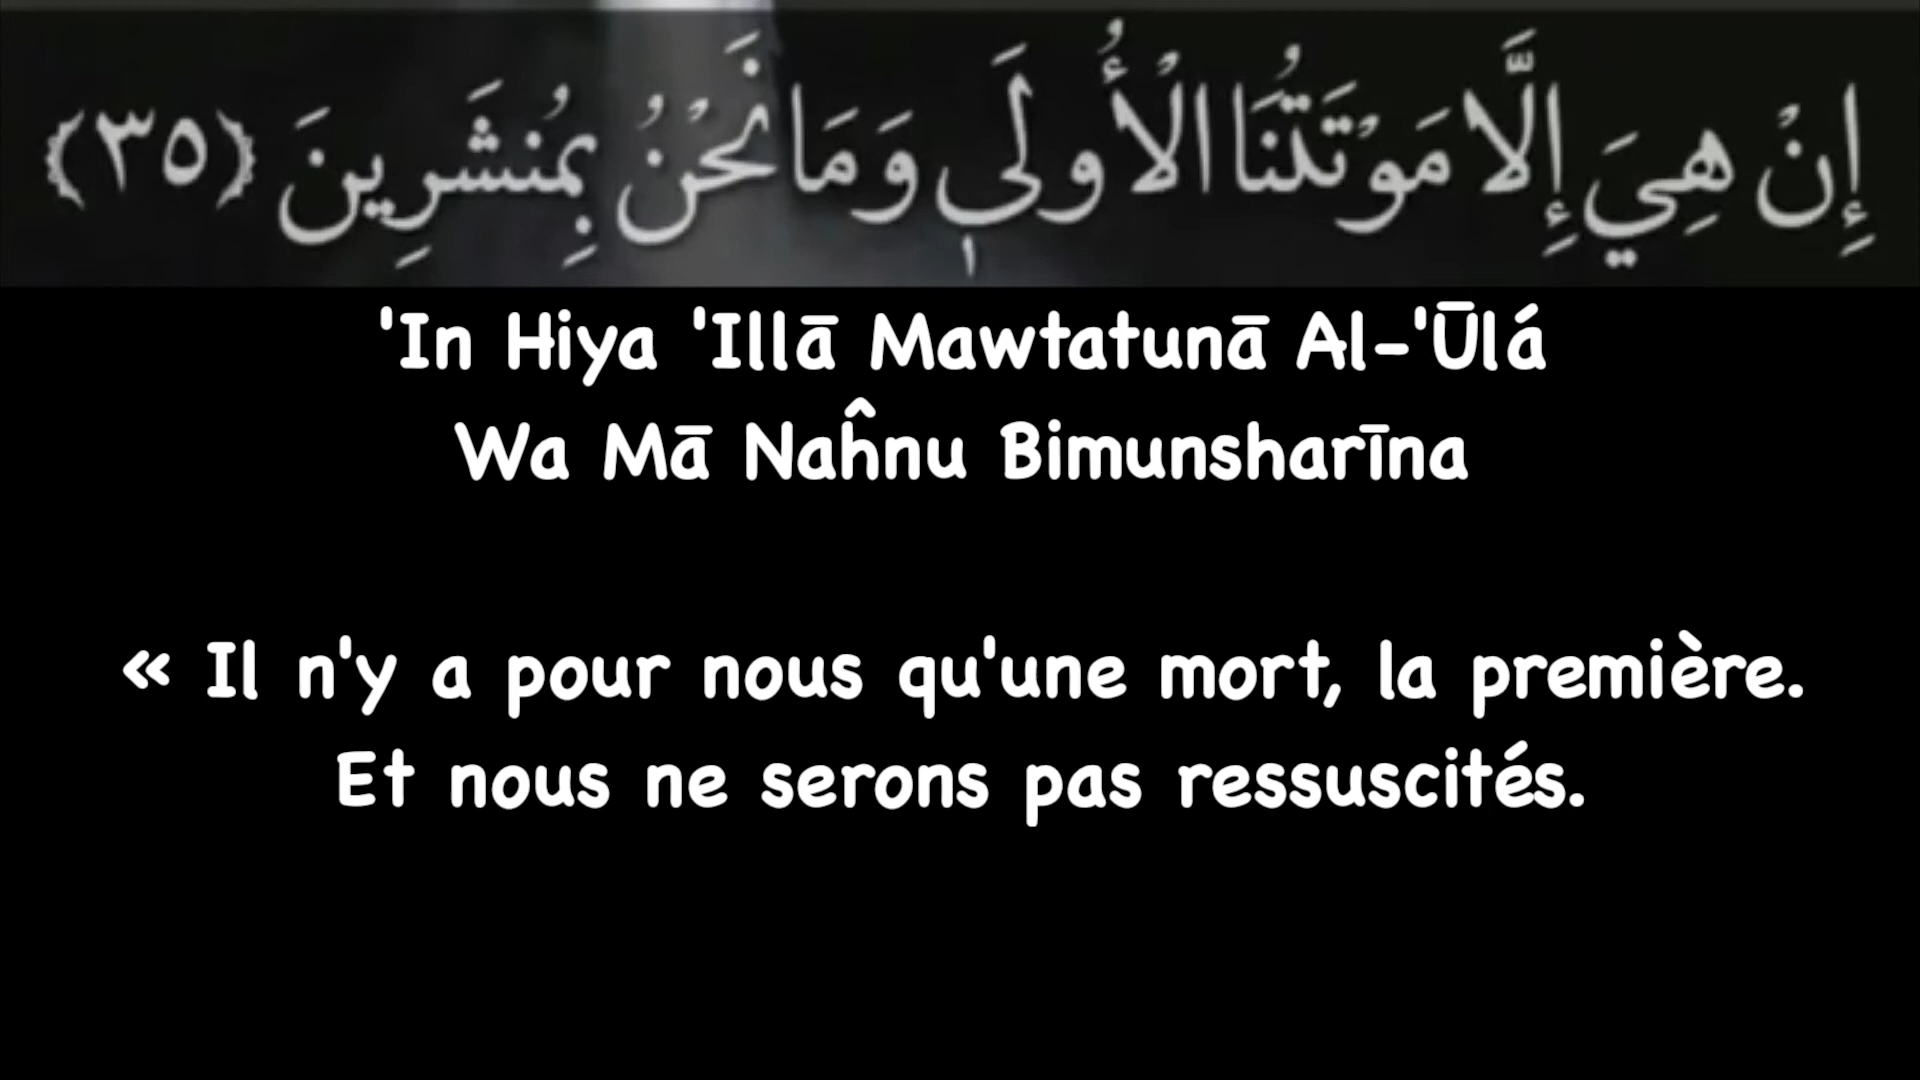 إِنْ هِيَ إِلَّا مَوْتَتُنَا الْأُولَىٰ وَمَا نَحْنُ بِمُنْشَرِينَ (٣٥)
'In Hiya 'Illā Mawtatunā Al-'Ūlá
Wa Mā Naĥnu Bimunsharīna
« Il n'y a pour nous qu'une mort, la première.
Et nous ne serons pas ressuscités.